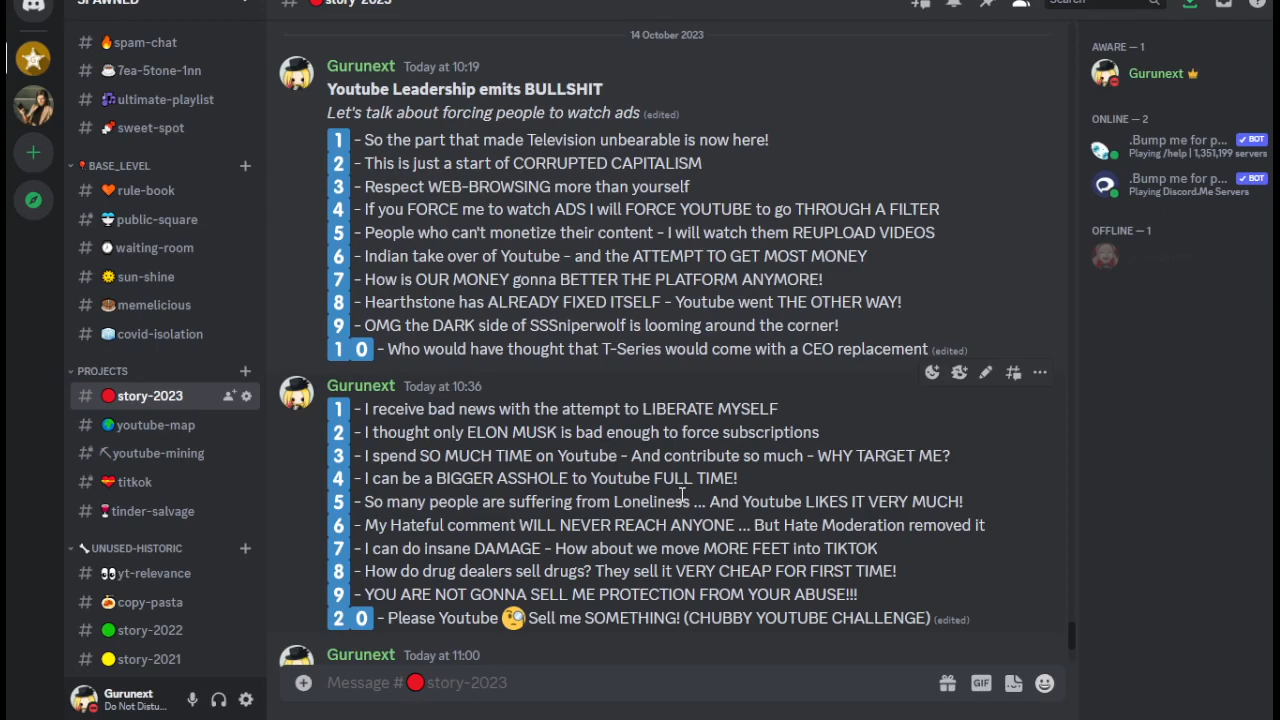 SPAWNED
story-2023
Search
🔥spam-chat
☕7ea-5tone-1nn
🎶ultimate-playlist
sweet-spot
📍BASE_LEVEL
🧡rule-book
public-square
waiting-room
🌞sun-shine
memelicious
🧊covid-isolation
PROJECTS
🔴story-2023
🌍youtube-map
⛏youtube-mining
titkok
🍷tinder-salvage
UNUSED-HISTORIC
👀yt-relevance
copy-pasta
🟢story-2022
🟡story-2021
Gurunext
Do Not Distu...
14 October 2023
Gurunext Today at 10:19
Youtube Leadership emits BULLSHIT
Let's talk about forcing people to watch ads (edited)
1 - So the part that made Television unbearable is now here!
2 - This is just a start of CORRUPTED CAPITALISM
3 - Respect WEB-BROWSING more than yourself
4 - If you FORCE me to watch ADS I will FORCE YOUTUBE to go THROUGH A FILTER
5 - People who can't monetize their content - I will watch them REUPLOAD VIDEOS
6 - Indian take over of Youtube - and the ATTEMPT TO GET MOST MONEY
7 - How is OUR MONEY gonna BETTER THE PLATFORM ANYMORE!
8 - Hearthstone has ALREADY FIXED ITSELF - Youtube went THE OTHER WAY!
9 - OMG the DARK side of SSSniperwolf is looming around the corner!
1 0 - Who would have thought that T-Series would come with a CEO replacement (edited)
Gurunext Today at 10:36
1 - I receive bad news with the attempt to LIBERATE MYSELF
2 - I thought only ELON MUSK is bad enough to force subscriptions
3 - I spend SO MUCH TIME on Youtube - And contribute so much - WHY TARGET ME?
4 - I can be a BIGGER ASSHOLE to Youtube FULL TIME!
5 - So many people are suffering from Loneliness ... And Youtube LIKES IT VERY MUCH!
6 - My Hateful comment WILL NEVER REACH ANYONE ... But Hate Moderation removed it
7 - I can do insane DAMAGE - How about we move MORE FEET into TIKTOK
8 - How do drug dealers sell drugs? They sell it VERY CHEAP FOR FIRST TIME!
9 - YOU ARE NOT GONNA SELL ME PROTECTION FROM YOUR ABUSE!!!
2 0 - Please Youtube 🧐 Sell me SOMETHING! (CHUBBY YOUTUBE CHALLENGE) (edited)
Gurunext Today at 11:00
Message #🔴story-2023
GIF
AWARE — 1
Gurunext
ONLINE — 2
.Bump me for p... ✓ BOT
Playing /help | 1,351,199 servers
.Bump me for p... ✓ BOT
Playing Discord.Me Servers
OFFLINE — 1